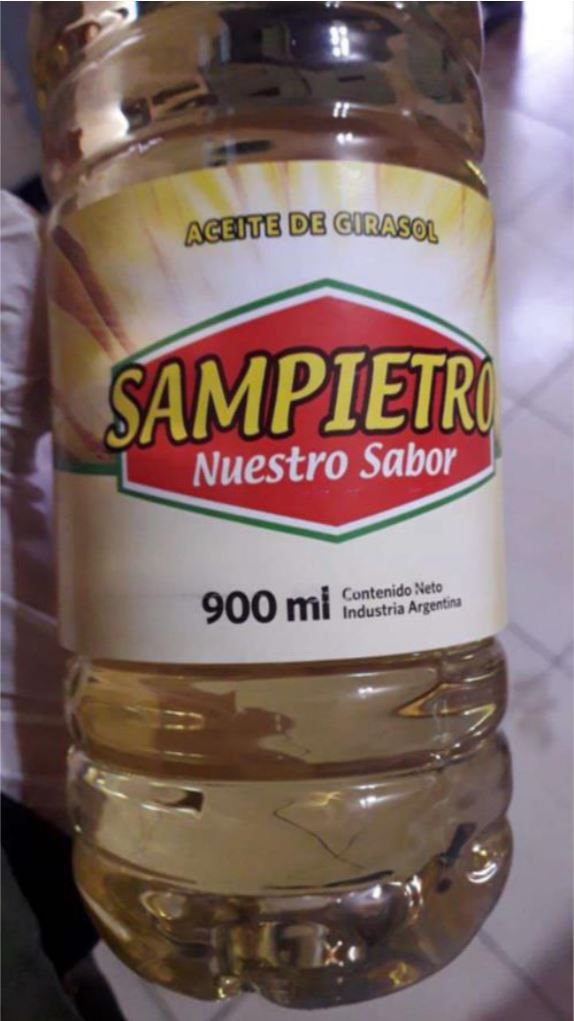 ACEITE DE GIRASOL
SAMPIETRO
Nuestro Sabor
900 ml
Contenido Neto
Industria Argentina